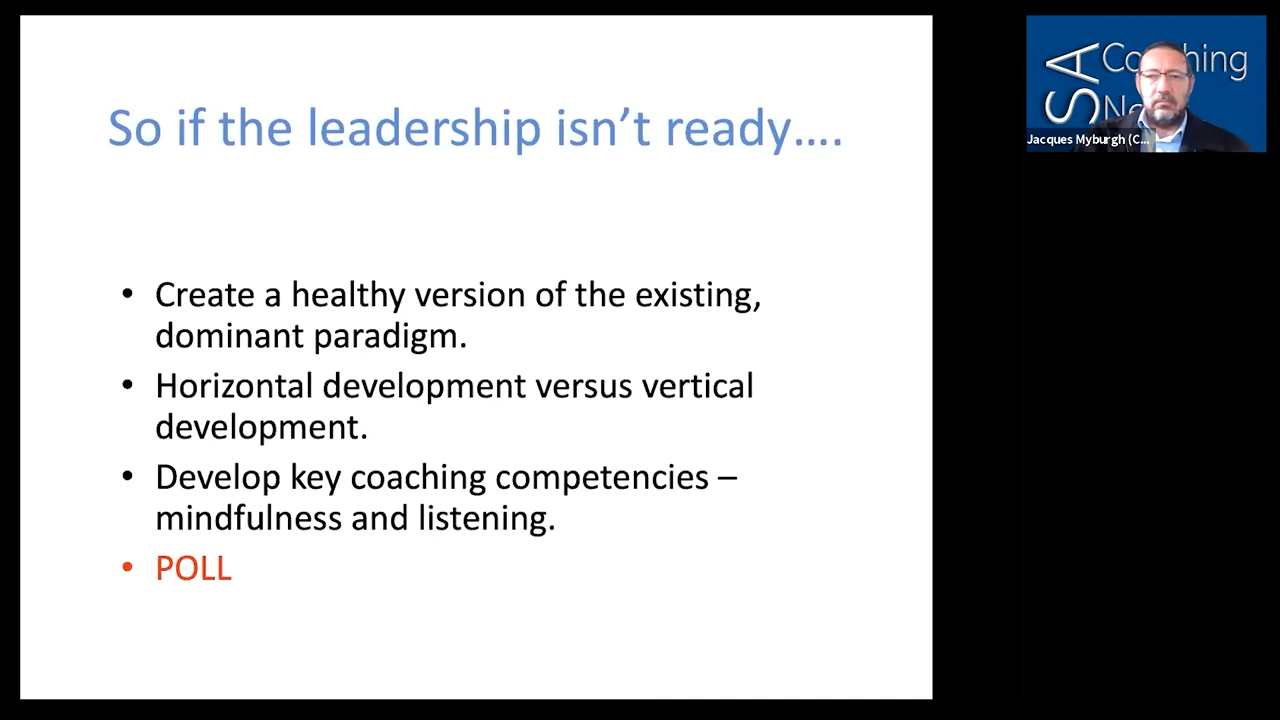 So if the leadership isn’t ready....
• Create a healthy version of the existing,
dominant paradigm.
• Horizontal development versus vertical
development.
• Develop key coaching competencies –
mindfulness and listening.
• POLL
SA
Jacques Myburgh (C...